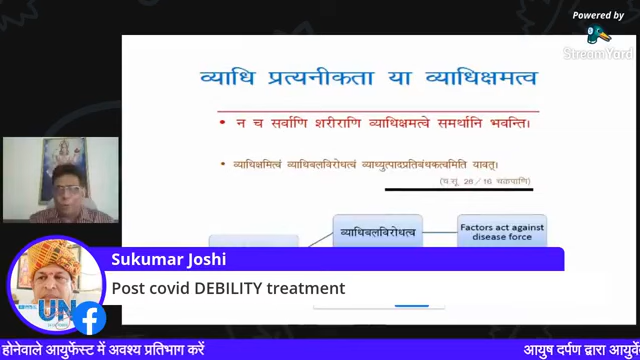 Powered by
StreamYard
व्याधि प्रत्यनीकता या व्याधिक्षमत्व
• न च सर्वाणि शरीराणि व्याधिक्षमत्वे समर्थानि भवन्ति।
• व्याधिक्षमित्वं व्याधिबलविरोधत्वं व्याध्युत्पादप्रतिबंधकत्वमिति यावत्।
(च.सू. 28/16 चक्रपाणि)
व्याधिबलविरोधत्व
Factors act against
disease force
Sukumar Joshi
Post covid DEBILITY treatment
UN
होनेवाले आयुर्फेस्ट में अवश्य प्रतिभाग करें
आयुष दर्पण द्वारा